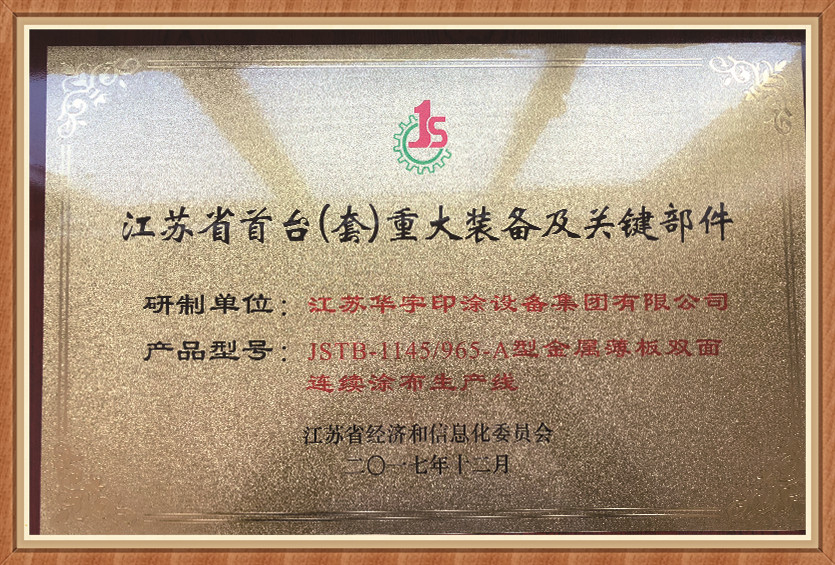 JS
江苏省首台(套)重大装备及关键部件
研制单位：江苏华宇印涂设备集团有限公司
产品型号：JSTB-1145/965-A型金属薄板双面
连续涂布生产线
江苏省经济和信息化委员会
二〇一七年十二月